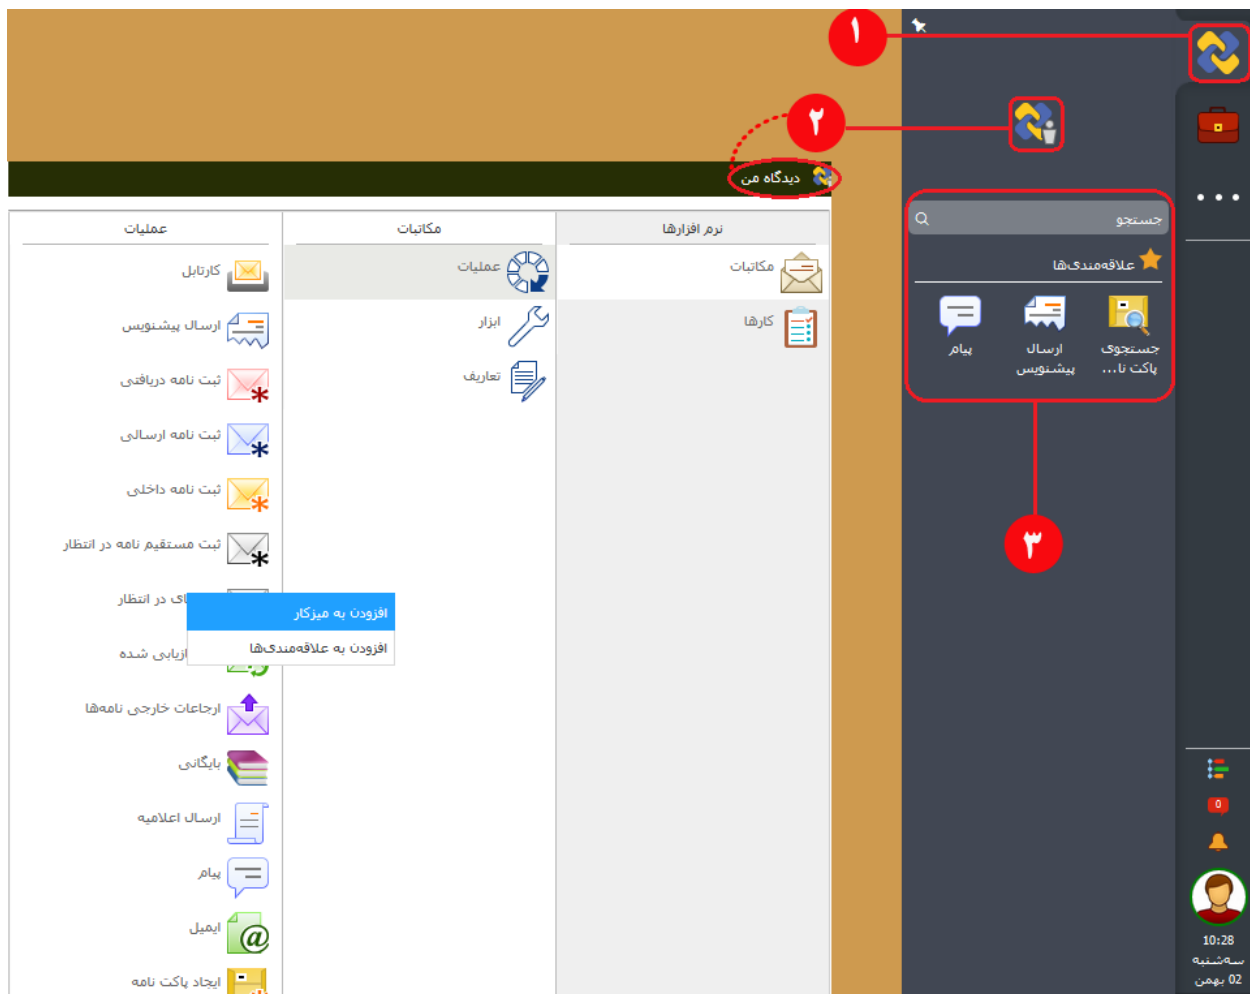 ۱
۲
دیدگاه من
جستجو
علاقه‌مندی‌ها
جستجوی
پاکت نا...
ارسال
پیشنویس
پیام
۳
نرم افزارها
مکاتبات
کارها
مکاتبات
عملیات
ابزار
تعاریف
عملیات
کارتابل
ارسال پیشنویس
ثبت نامه دریافتی
ثبت نامه ارسالی
ثبت نامه داخلی
ثبت مستقیم نامه در انتظار
در انتظار
افزودن به میزکار
افزودن به علاقه‌مندی‌ها
شده
ارجاعات خارجی نامه‌ها
بایگانی
ارسال اعلامیه
پیام
ایمیل
ایجاد پاکت نامه
0
10:28
سه‌شنبه
02 بهمن